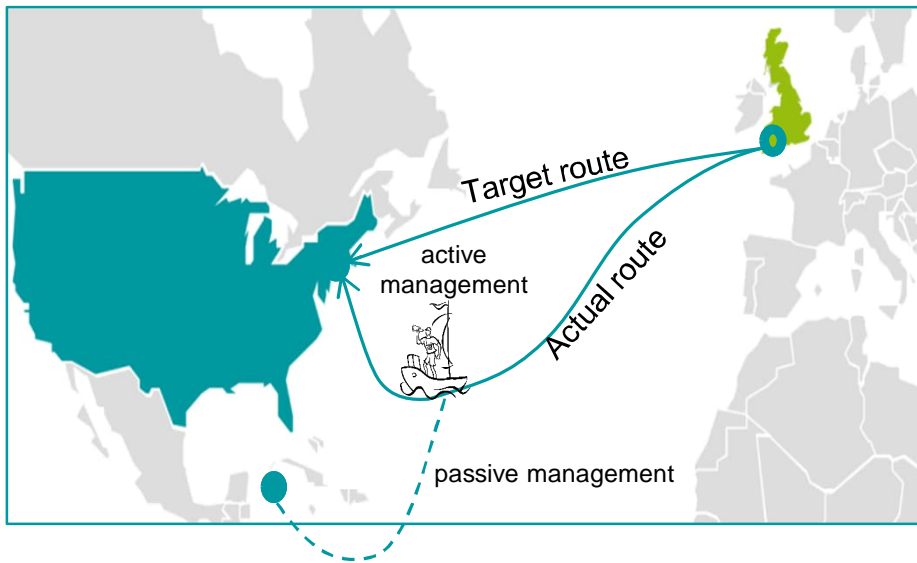 Target route
active
management
Actual route
passive management